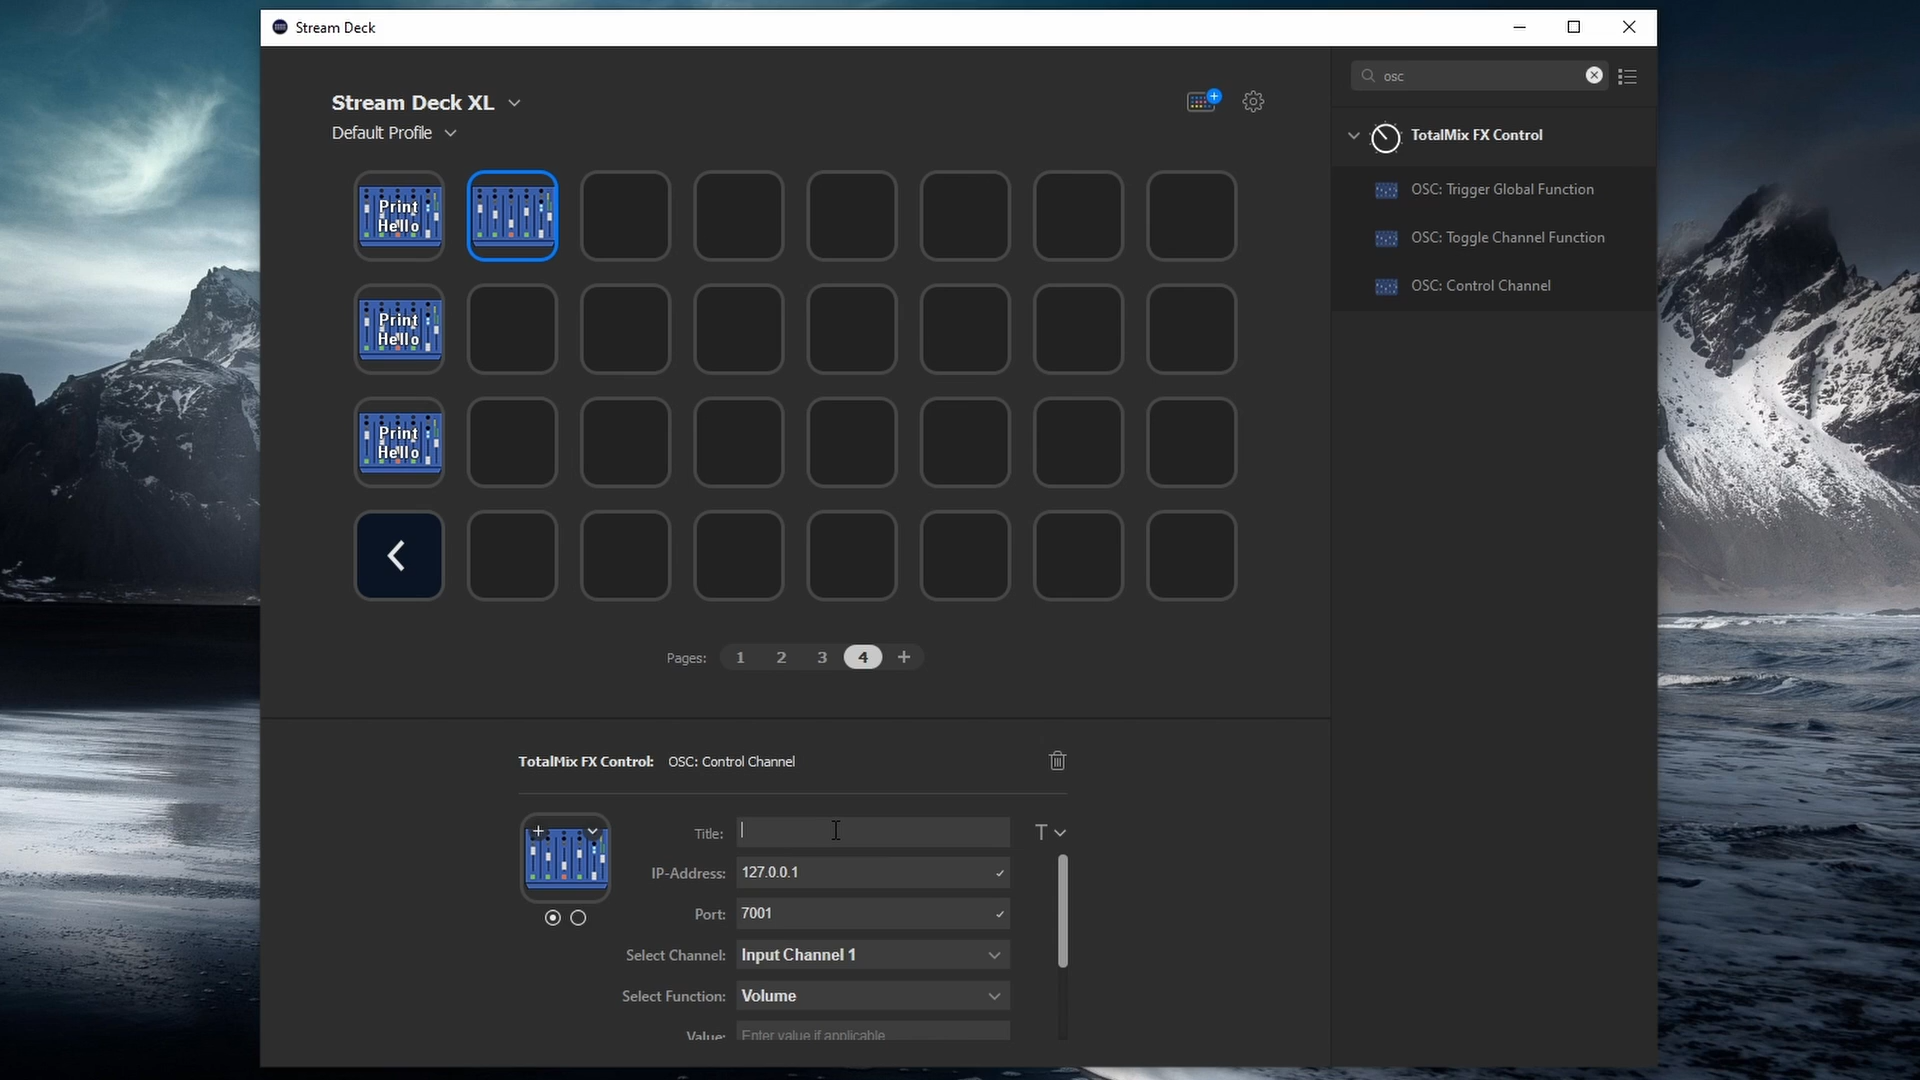 Stream Deck
Stream Deck XL
Default Profile
osc
TotalMix FX Control
OSC: Trigger Global Function
OSC: Toggle Channel Function
OSC: Control Channel
Print
Hello
Print
Hello
Print
Hello
Pages: 1 2 3 4 +
TotalMix FX Control: OSC: Control Channel
Title:
T
IP-Address: 127.0.0.1
Port: 7001
Select Channel: Input Channel 1
Select Function: Volume
Value: Enter value if applicable